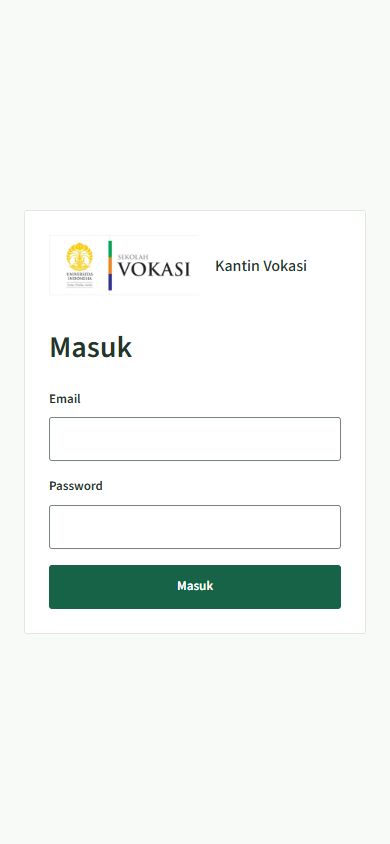 UNIVERSITAS
INDONESIA
SEKOLAH
VOKASI
Kantin Vokasi
Masuk
Email
Password
Masuk